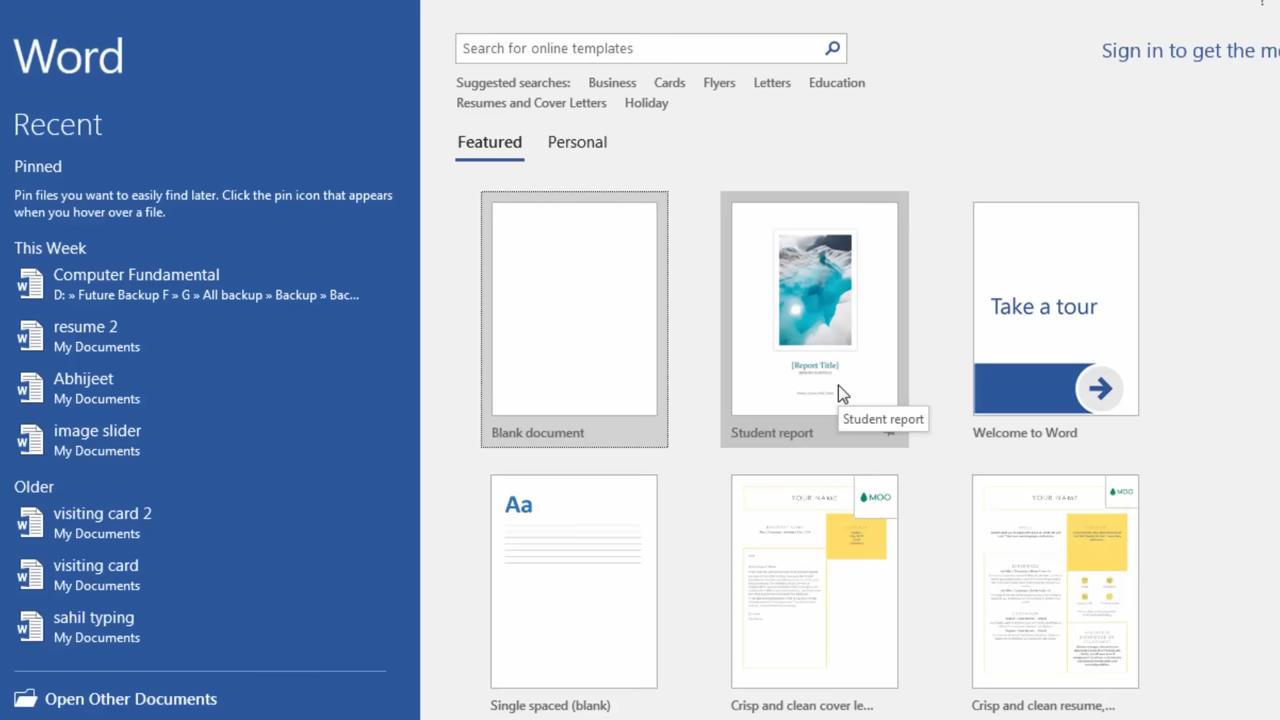 Word
Recent
Pinned
Pin files you want to easily find later. Click the pin icon that appears
when you hover over a file.
This Week
Computer Fundamental
D: » Future Backup F » G » All backup » Backup » Bac...
resume 2
My Documents
Abhijeet
My Documents
image slider
My Documents
Older
visiting card 2
My Documents
visiting card
My Documents
sahil typing
My Documents
Open Other Documents
Search for online templates
Sign in to get the m
Suggested searches: Business Cards Flyers Letters Education
Resumes and Cover Letters Holiday
Featured Personal
[Report Title]
Take a tour
Student report
Blank document
Student report
Welcome to Word
Aa
YOUR NAME
MOO
YOUR NAME
MOO
Single spaced (blank)
Crisp and clean cover le...
Crisp and clean resume,...